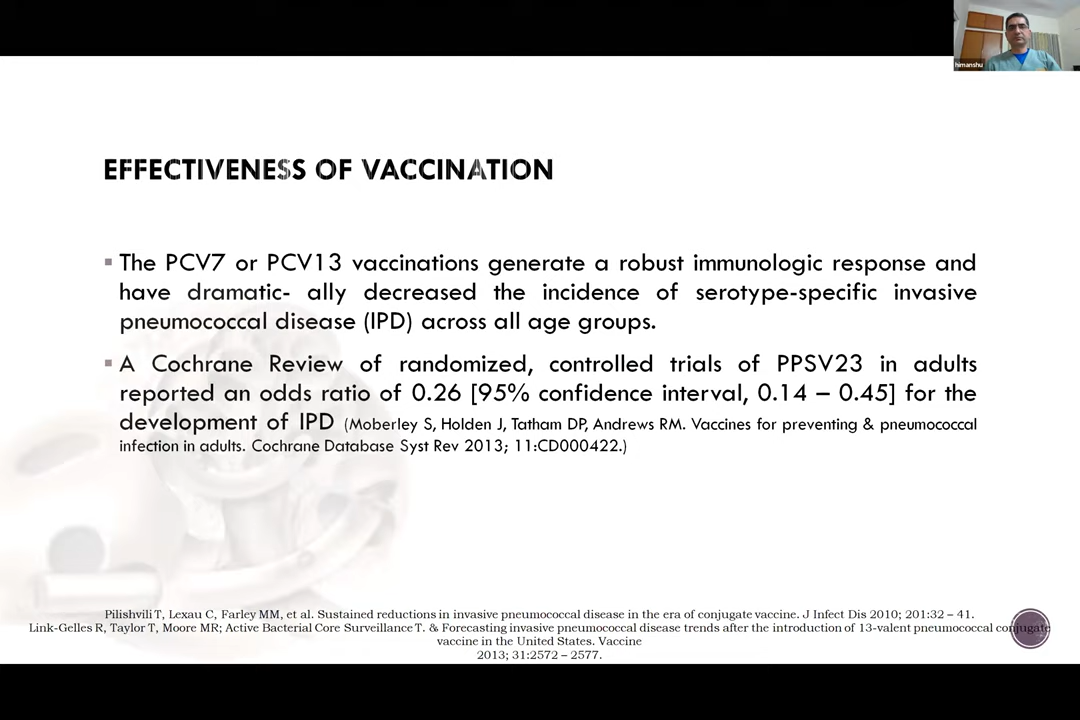 himanshu
EFFECTIVENESS OF VACCINATION
▪ The PCV7 or PCV13 vaccinations generate a robust immunologic response and
have dramatic- ally decreased the incidence of serotype-specific invasive
pneumococcal disease (IPD) across all age groups.
▪ A Cochrane Review of randomized, controlled trials of PPSV23 in adults
reported an odds ratio of 0.26 [95% confidence interval, 0.14 – 0.45] for the
development of IPD (Moberley S, Holden J, Tatham DP, Andrews RM. Vaccines for preventing & pneumococcal
infection in adults. Cochrane Database Syst Rev 2013; 11:CD000422.)
Pilishvili T, Lexau C, Farley MM, et al. Sustained reductions in invasive pneumococcal disease in the era of conjugate vaccine. J Infect Dis 2010; 201:32 – 41.
Link-Gelles R, Taylor T, Moore MR; Active Bacterial Core Surveillance T. & Forecasting invasive pneumococcal disease trends after the introduction of 13-valent pneumococcal conjugate
vaccine in the United States. Vaccine
2013; 31:2572 – 2577.